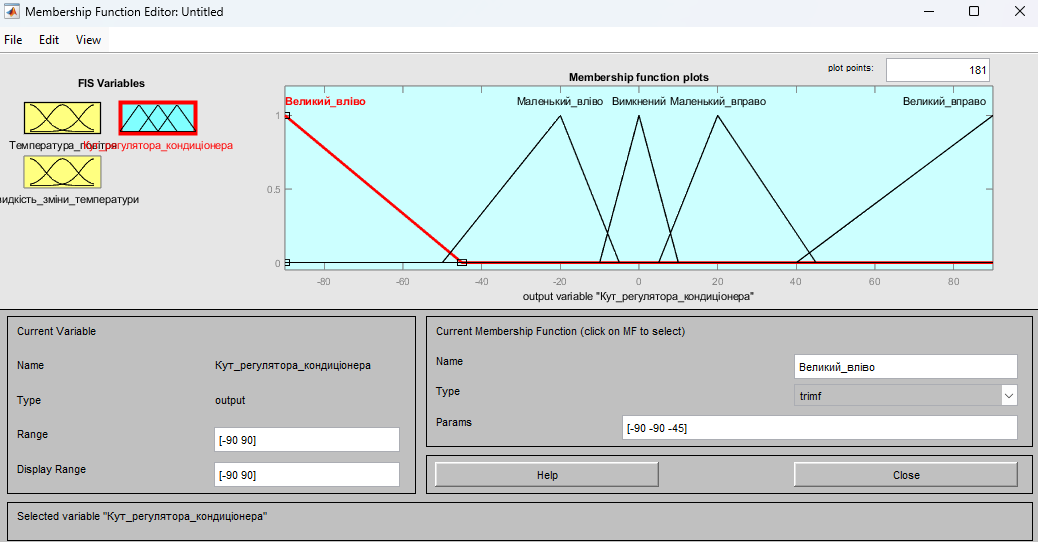 Membership Function Editor: Untitled
File Edit View
FIS Variables
Температура_повітря
Кут_регулятора_кондиціонера
видкість_зміни_температури
Membership function plots
plot points:
181
Великий_вліво
Маленький_вліво
Вимкнений
Маленький_вправо
Великий_вправо
1
0.5
0
-80 -60 -40 -20 0 20 40 60 80
output variable "Кут_регулятора_кондиціонера"
Current Variable
Name Кут_регулятора_кондиціонера
Type output
Range [-90 90]
Display Range [-90 90]
Current Membership Function (click on MF to select)
Name Великий_вліво
Type trimf
Params [-90 -90 -45]
Help
Close
Selected variable "Кут_регулятора_кондиціонера"